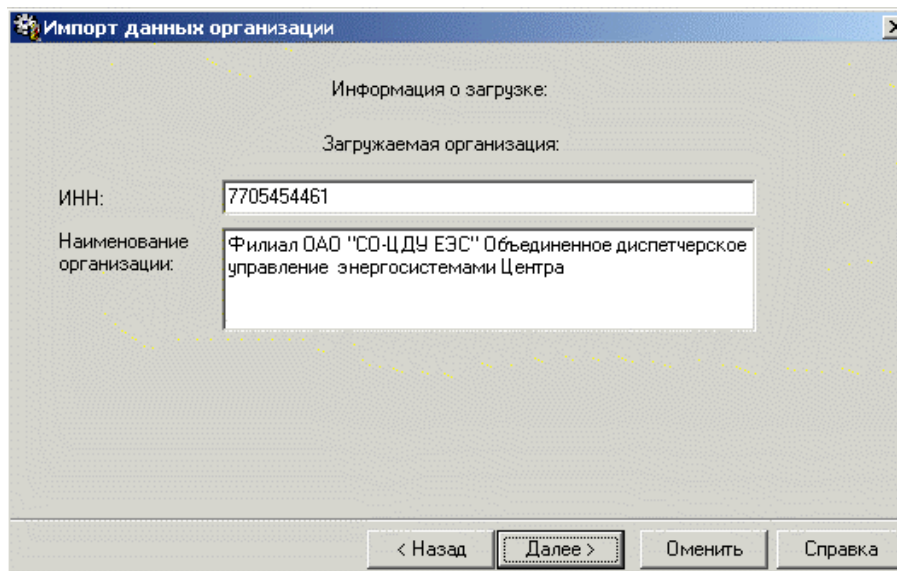 Импорт данных организации
Информация о загрузке:
Загружаемая организация:
ИНН:
7705454461
Наименование
организации:
Филиал ОАО "СО-ЦДУ ЕЭС" Объединенное диспетчерское
управление энергосистемами Центра
< Назад
Далее >
Оменить
Справка